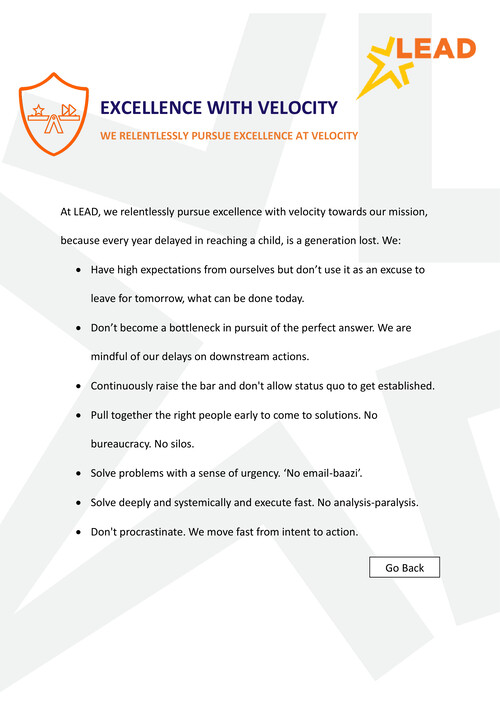 LEAD
EXCELLENCE WITH VELOCITY
WE RELENTLESSLY PURSUE EXCELLENCE AT VELOCITY
At LEAD, we relentlessly pursue excellence with velocity towards our mission,
because every year delayed in reaching a child, is a generation lost. We:
• Have high expectations from ourselves but don’t use it as an excuse to
leave for tomorrow, what can be done today.
• Don’t become a bottleneck in pursuit of the perfect answer. We are
mindful of our delays on downstream actions.
• Continuously raise the bar and don't allow status quo to get established.
• Pull together the right people early to come to solutions. No
bureaucracy. No silos.
• Solve problems with a sense of urgency. ‘No email-baazi’.
• Solve deeply and systemically and execute fast. No analysis-paralysis.
• Don't procrastinate. We move fast from intent to action.
Go Back